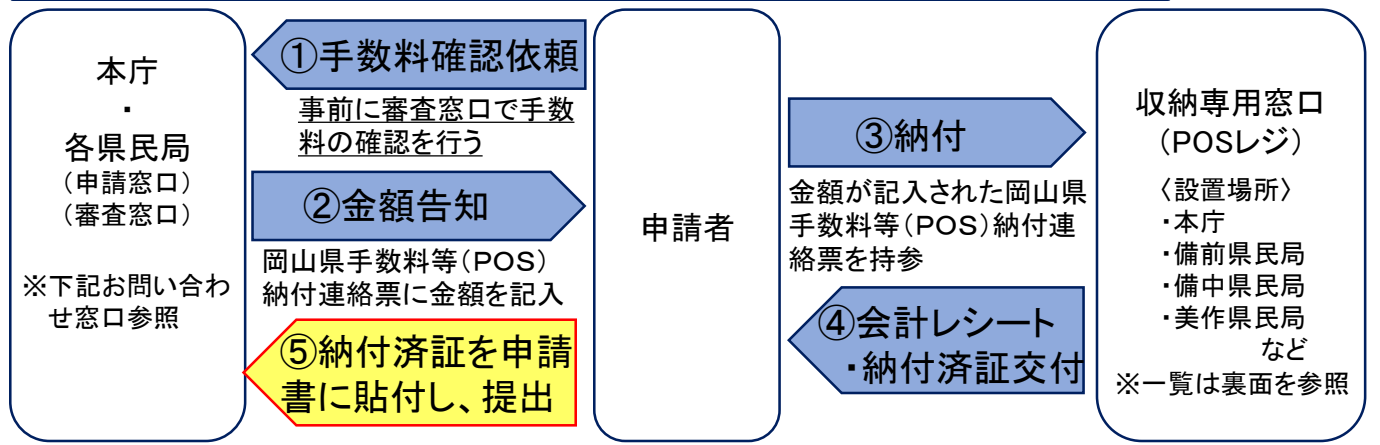 本庁
・
各県民局
（申請窓口）
（審査窓口）
※下記お問い合わ
せ窓口参照
①手数料確認依頼
事前に審査窓口で手数
料の確認を行う
②金額告知
岡山県手数料等（POS）
納付連絡票に金額を記入
⑤納付済証を申請
書に貼付し、提出
申請者
③納付
金額が記入された岡山県
手数料等（POS）納付連
絡票を持参
④会計レシート
・納付済証交付
収納専用窓口
（POSレジ）
〈設置場所〉
・本庁
・備前県民局
・備中県民局
・美作県民局
など
※一覧は裏面を参照